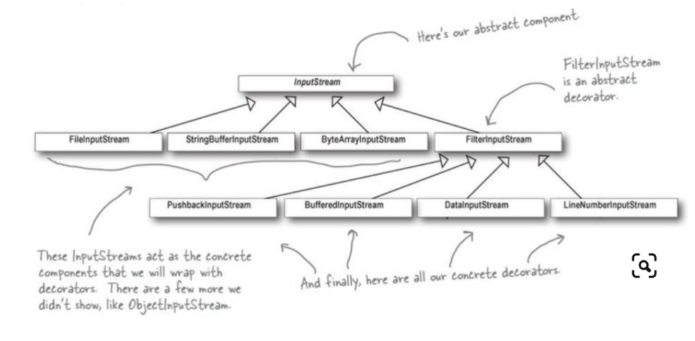 Here's our abstract component
InputStream
FilterInputStream
is an abstract
decorator.
FileInputStream
StringBufferInputStream
ByteArrayInputStream
FilterInputStream
PushbackInputStream
BufferedInputStream
DataInputStream
LineNumberInputStream
These InputStreams act as the concrete
components that we will wrap with
decorators. There are a few more we
didn't show, like ObjectInputStream.
And finally, here are all our concrete decorators.